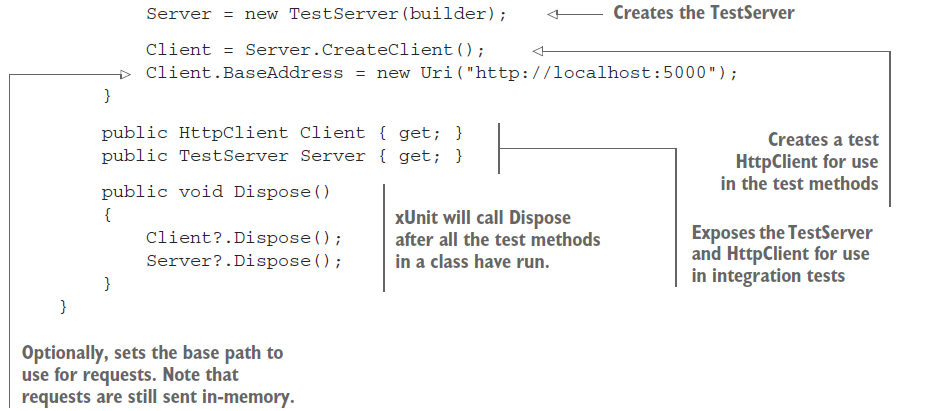 Server = new TestServer(builder);
Creates the TestServer
Client = Server.CreateClient();
Client.BaseAddress = new Uri("http://localhost:5000");
}
public HttpClient Client { get; }
public TestServer Server { get; }
Creates a test
HttpClient for use
in the test methods
public void Dispose()
{
Client?.Dispose();
Server?.Dispose();
}
}
xUnit will call Dispose
after all the test methods
in a class have run.
Exposes the TestServer
and HttpClient for use
in integration tests
Optionally, sets the base path to
use for requests. Note that
requests are still sent in-memory.